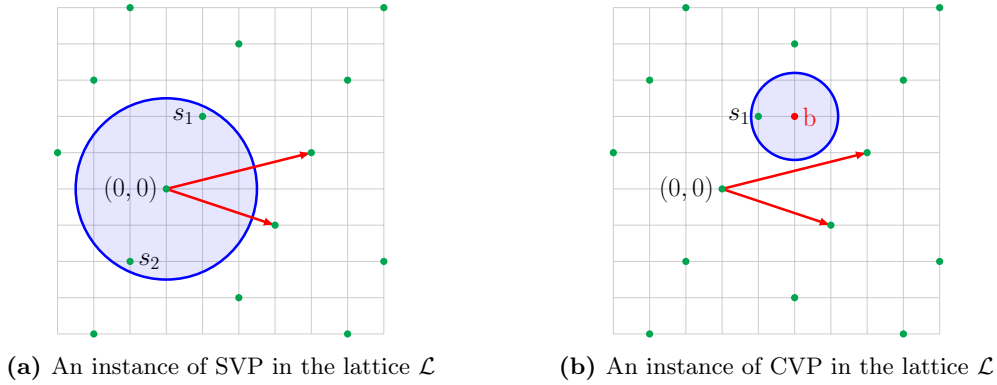 s₁
(0, 0)
s₂
(a) An instance of SVP in the lattice ℒ
s₁
b
(0, 0)
(b) An instance of CVP in the lattice ℒ